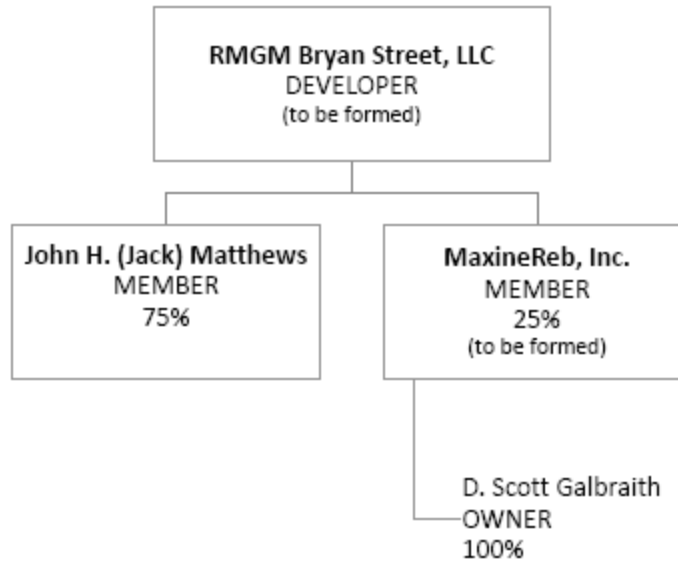 RMGM Bryan Street, LLC
DEVELOPER
(to be formed)
John H. (Jack) Matthews
MEMBER
75%
MaxineReb, Inc.
MEMBER
25%
(to be formed)
D. Scott Galbraith
OWNER
100%